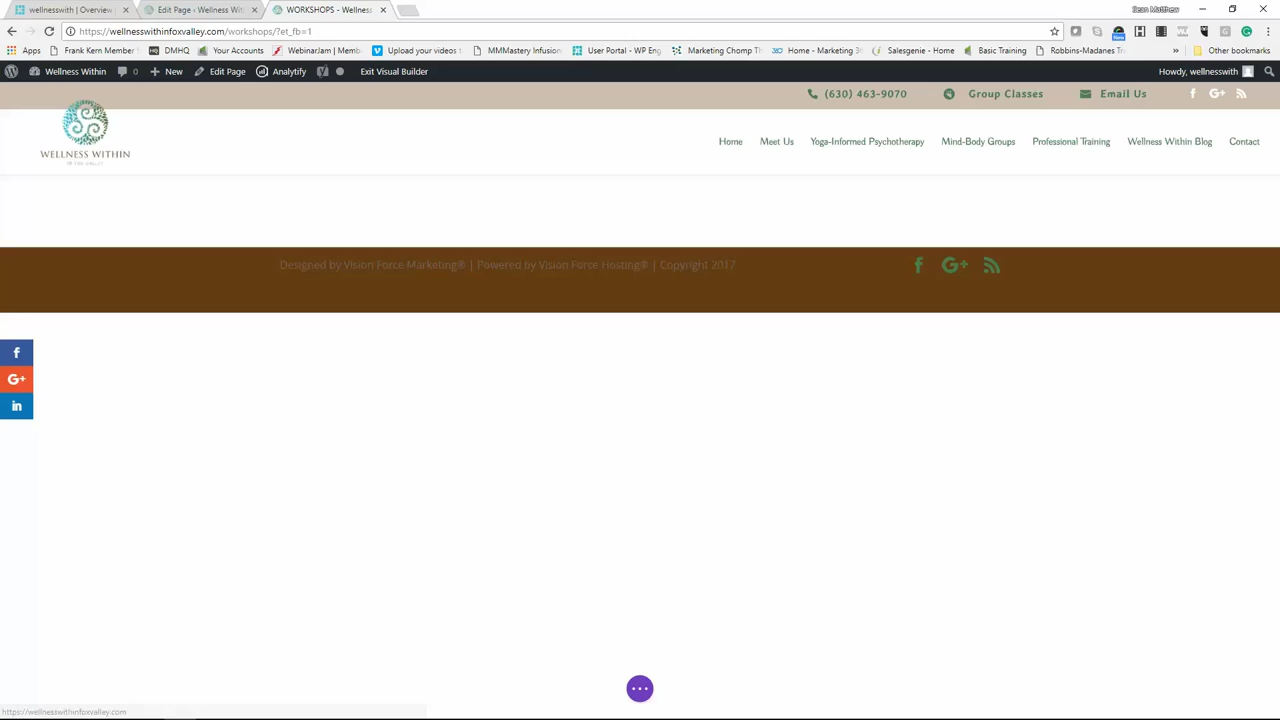 wellnesswith | Overview
Edit Page ‹ Wellness Wit
WORKSHOPS - Wellness
Sean Matthew
https://wellnesswithinfoxvalley.com/workshops/?et_fb=1
Apps
Frank Kern Member
DMHQ
Your Accounts
WebinarJam | Memb
Upload your videos t
MMMastery Infusion
User Portal - WP Eng
Marketing Chomp Th
Home - Marketing 36
Salesgenie - Home
Basic Training
Robbins-Madanes Tr
»
Other bookmarks
Wellness Within
0
New
Edit Page
Analytify
Exit Visual Builder
Howdy, wellnesswith
(630) 463-9070
Group Classes
Email Us
WELLNESS WITHIN
Home
Meet Us
Yoga-Informed Psychotherapy
Mind-Body Groups
Professional Training
Wellness Within Blog
Contact
Designed by Vision Force Marketing® | Powered by Vision Force Hosting® | Copyright 2017
https://wellnesswithinfoxvalley.com